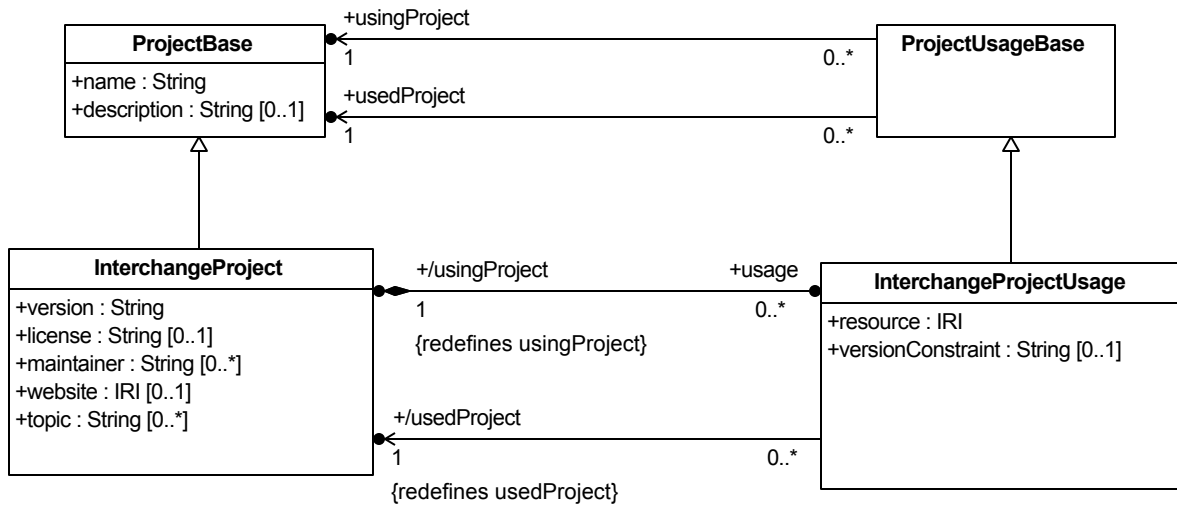 ProjectBase
+name : String
+description : String [0..1]
+usingProject
1
0..*
+usedProject
1
0..*
ProjectUsageBase
InterchangeProject
+version : String
+license : String [0..1]
+maintainer : String [0..*]
+website : IRI [0..1]
+topic : String [0..*]
+/usingProject
+usage
1
0..*
{redefines usingProject}
+/usedProject
1
0..*
{redefines usedProject}
InterchangeProjectUsage
+resource : IRI
+versionConstraint : String [0..1]